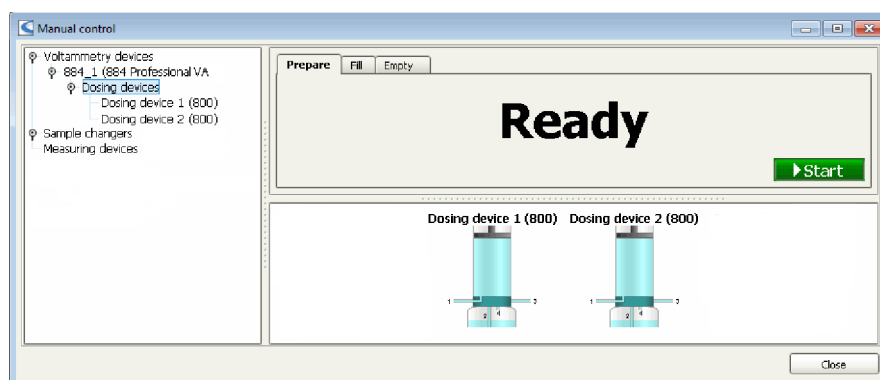 Manual control
Voltammetry devices
884_1 (884 Professional VA
Dosing devices
Dosing device 1 (800)
Dosing device 2 (800)
Sample changers
Measuring devices
Prepare Fill Empty
Ready
Start
Dosing device 1 (800) Dosing device 2 (800)
1 3 1 3
2 4 2 4
Close